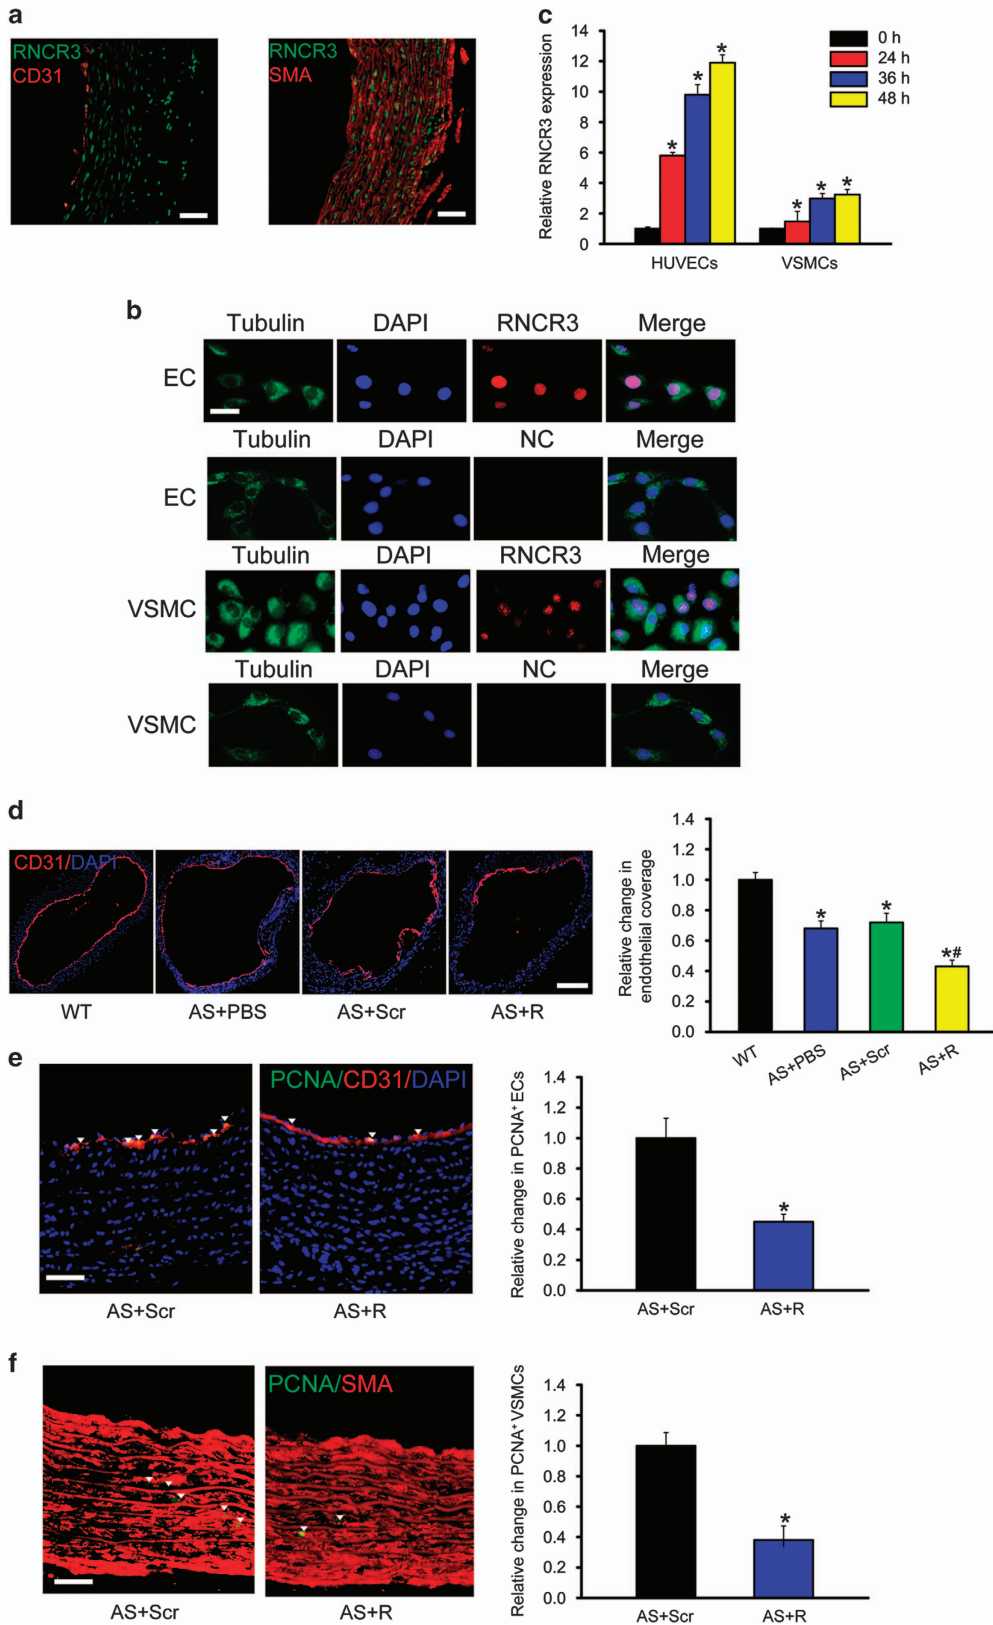 a
RNCR3
CD31
RNCR3
SMA
c
Relative RNCR3 expression
14
12
10
8
6
4
2
0
0 h
24 h
36 h
48 h
*
*
*
*
*
*
HUVECs
VSMCs
b
Tubulin
DAPI
RNCR3
Merge
EC
Tubulin
DAPI
NC
Merge
EC
Tubulin
DAPI
RNCR3
Merge
VSMC
Tubulin
DAPI
NC
Merge
VSMC
d
CD31/DAPI
WT
AS+PBS
AS+Scr
AS+R
Relative change in
endothelial coverage
1.4
1.2
1.0
0.8
0.6
0.4
0.2
0.0
*
*
*#
WT
AS+PBS
AS+Scr
AS+R
e
PCNA/CD31/DAPI
AS+Scr
AS+R
Relative change in PCNA+ ECs
1.4
1.2
1.0
0.8
0.6
0.4
0.2
0.0
*
AS+Scr
AS+R
f
PCNA/SMA
AS+Scr
AS+R
Relative change in PCNA+ VSMCs
1.4
1.2
1.0
0.8
0.6
0.4
0.2
0.0
*
AS+Scr
AS+R